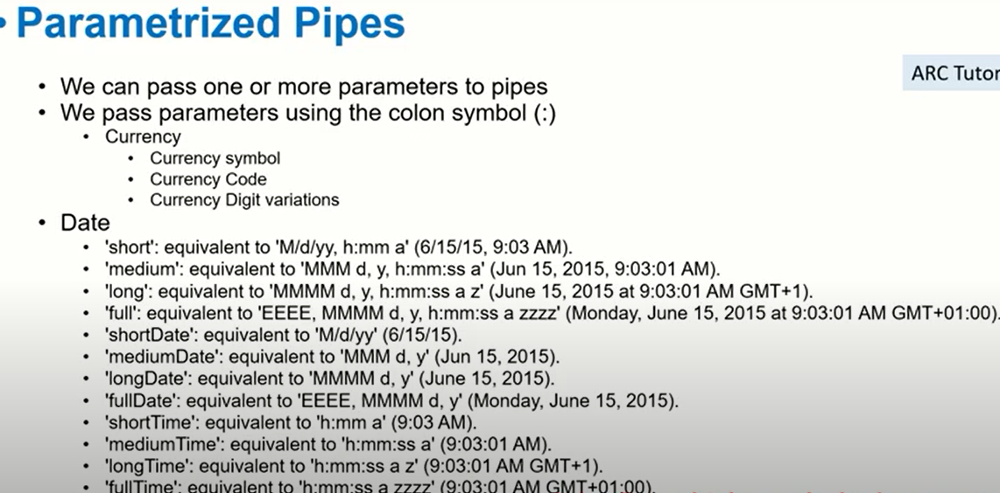 • Parametrized Pipes
ARC Tutor
• We can pass one or more parameters to pipes
• We pass parameters using the colon symbol (:)
• Currency
• Currency symbol
• Currency Code
• Currency Digit variations
• Date
• 'short': equivalent to 'M/d/yy, h:mm a' (6/15/15, 9:03 AM).
• 'medium': equivalent to 'MMM d, y, h:mm:ss a' (Jun 15, 2015, 9:03:01 AM).
• 'long': equivalent to 'MMMM d, y, h:mm:ss a z' (June 15, 2015 at 9:03:01 AM GMT+1).
• 'full': equivalent to 'EEEE, MMMM d, y, h:mm:ss a zzzz' (Monday, June 15, 2015 at 9:03:01 AM GMT+01:00).
• 'shortDate': equivalent to 'M/d/yy' (6/15/15).
• 'mediumDate': equivalent to 'MMM d, y' (Jun 15, 2015).
• 'longDate': equivalent to 'MMMM d, y' (June 15, 2015).
• 'fullDate': equivalent to 'EEEE, MMMM d, y' (Monday, June 15, 2015).
• 'shortTime': equivalent to 'h:mm a' (9:03 AM).
• 'mediumTime': equivalent to 'h:mm:ss a' (9:03:01 AM).
• 'longTime': equivalent to 'h:mm:ss a z' (9:03:01 AM GMT+1).
• 'fullTime': equivalent to 'h:mm:ss a zzzz' (9:03:01 AM GMT+01:00).